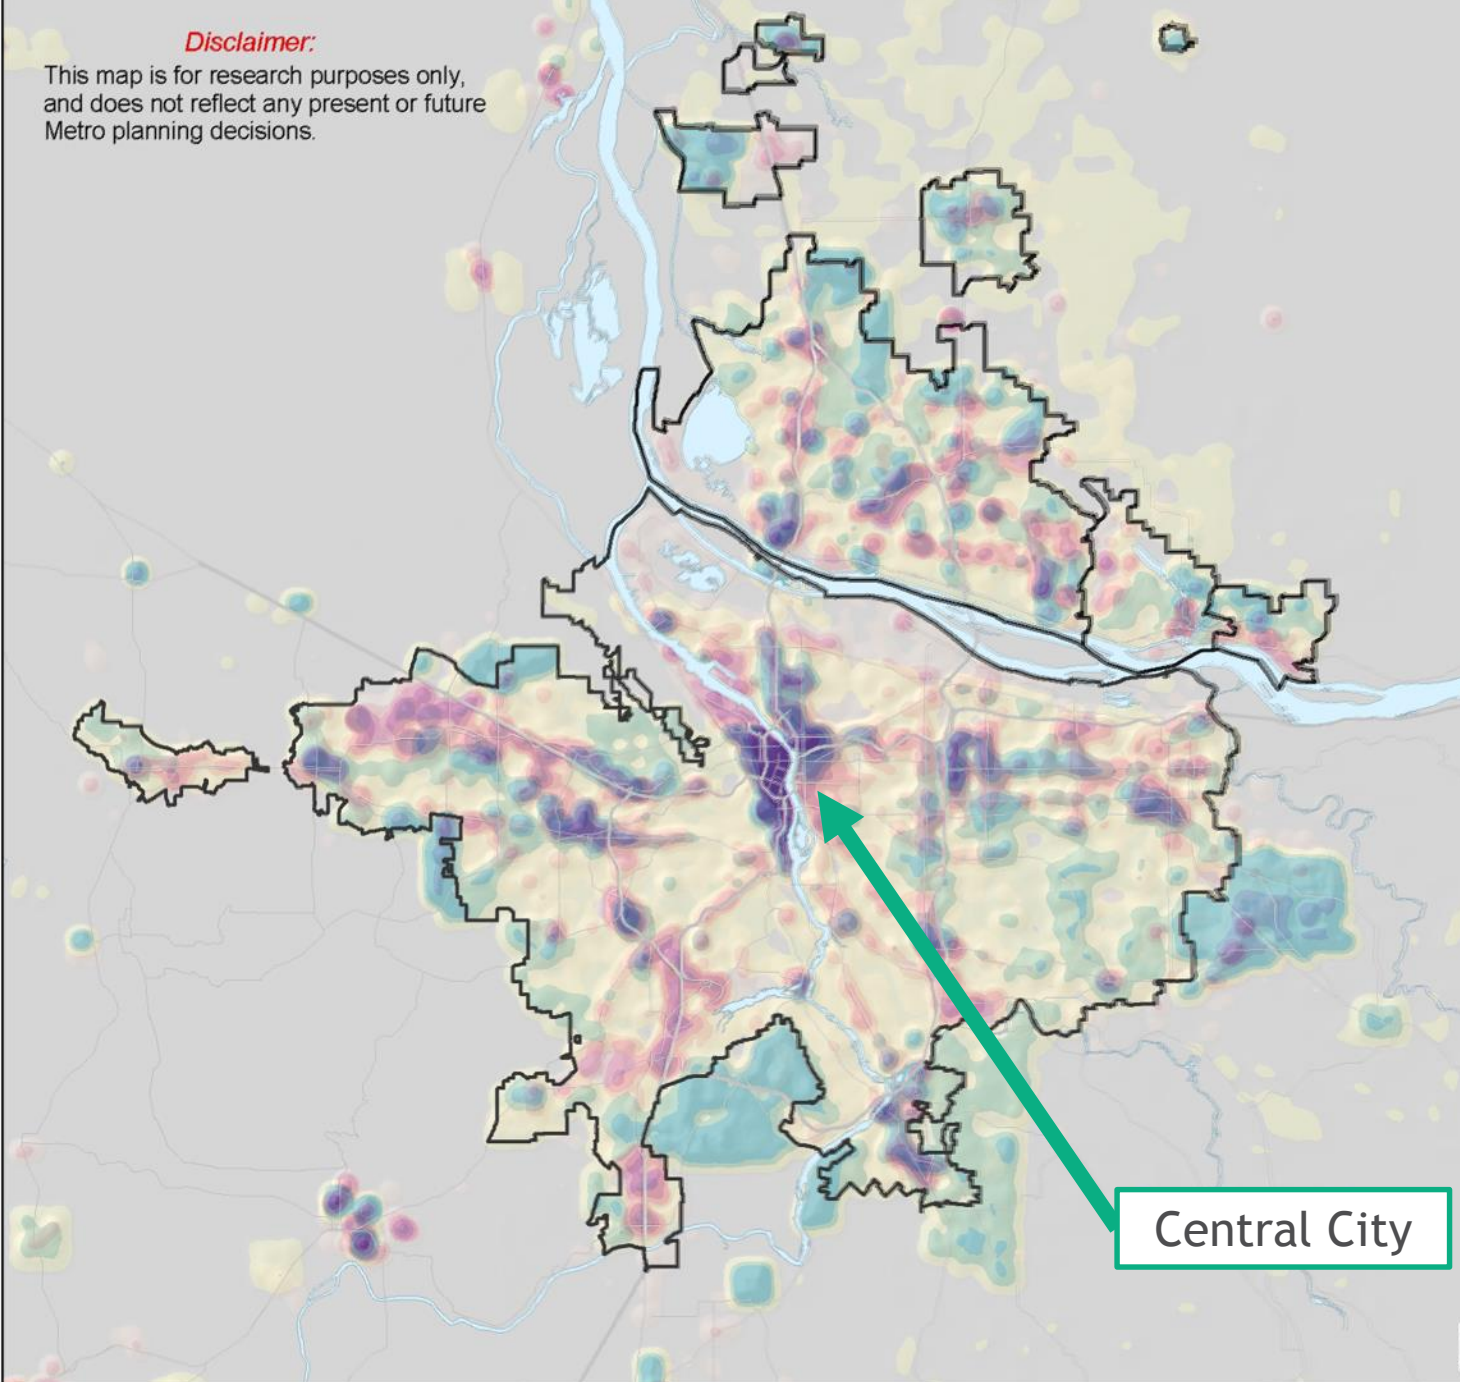 Disclaimer:
This map is for research purposes only,
and does not reflect any present or future
Metro planning decisions.
Central City